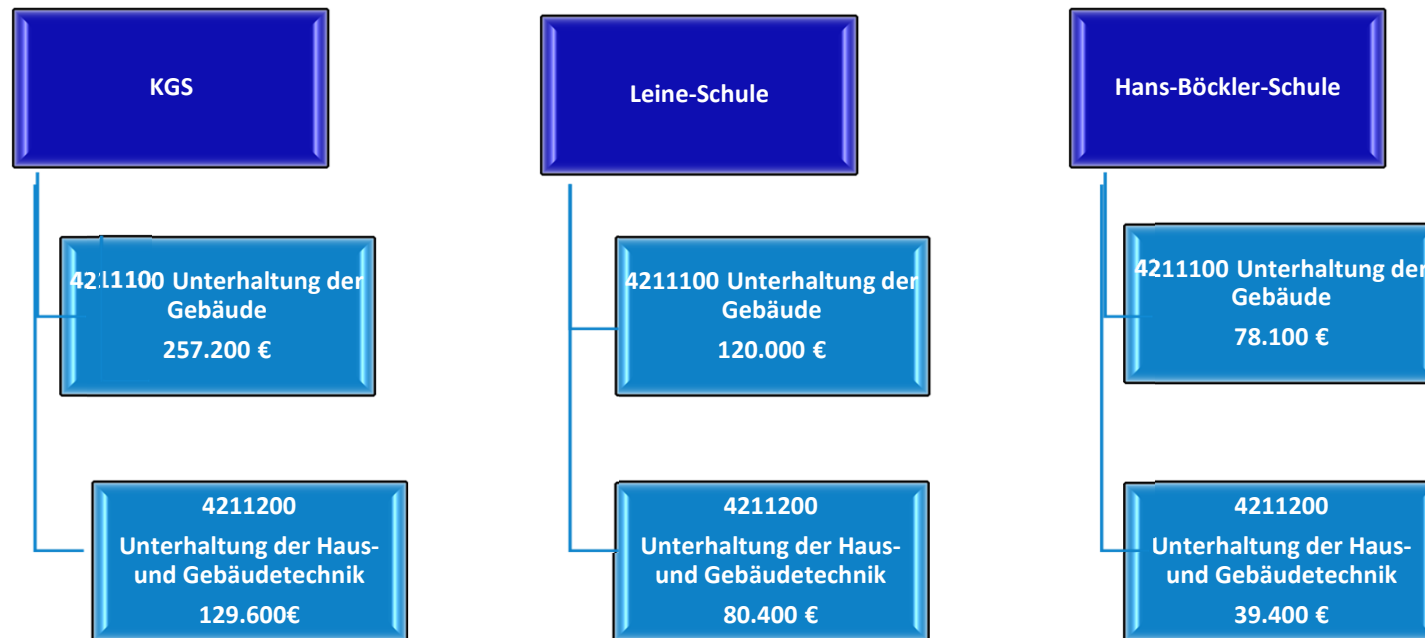 KGS
4211100 Unterhaltung der
Gebäude
257.200 €
4211200
Unterhaltung der Haus-
und Gebäudetechnik
129.600€
Leine-Schule
4211100 Unterhaltung der
Gebäude
120.000 €
4211200
Unterhaltung der Haus-
und Gebäudetechnik
80.400 €
Hans-Böckler-Schule
4211100 Unterhaltung der
Gebäude
78.100 €
4211200
Unterhaltung der Haus-
und Gebäudetechnik
39.400 €